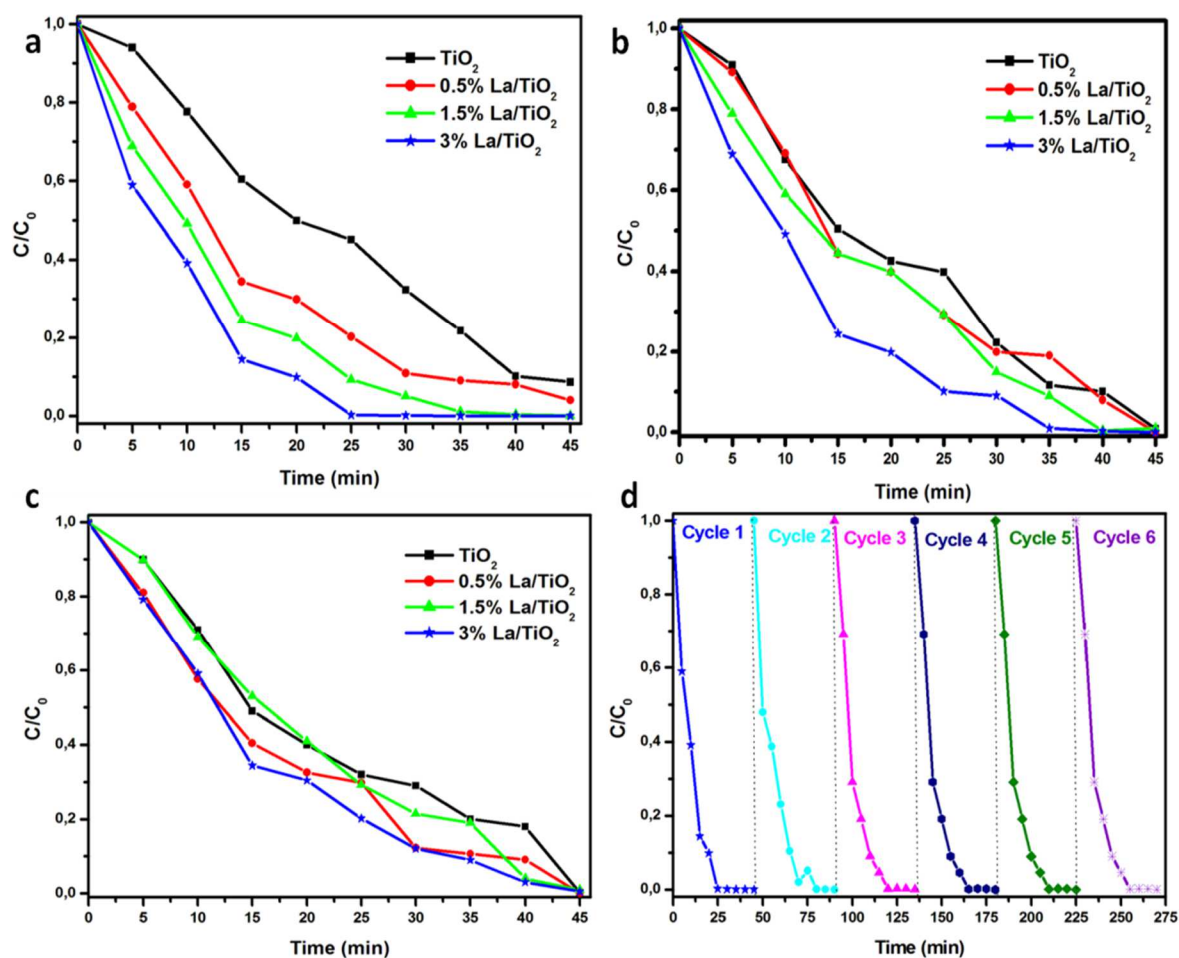 a
1,0
0,8
0,6
0,4
0,2
0,0
C/C₀
TiO₂
0.5% La/TiO₂
1.5% La/TiO₂
3% La/TiO₂
0 5 10 15 20 25 30 35 40 45
Time (min)
b
1,0
0,8
0,6
0,4
0,2
0,0
C/C₀
TiO₂
0.5% La/TiO₂
1.5% La/TiO₂
3% La/TiO₂
0 5 10 15 20 25 30 35 40 45
Time (min)
c
1,0
0,8
0,6
0,4
0,2
0,0
C/C₀
TiO₂
0.5% La/TiO₂
1.5% La/TiO₂
3% La/TiO₂
0 5 10 15 20 25 30 35 40 45
Time (min)
d
1,0
0,8
0,6
0,4
0,2
0,0
C/C₀
Cycle 1 Cycle 2 Cycle 3 Cycle 4 Cycle 5 Cycle 6
0 25 50 75 100 125 150 175 200 225 250 275
Time (min)